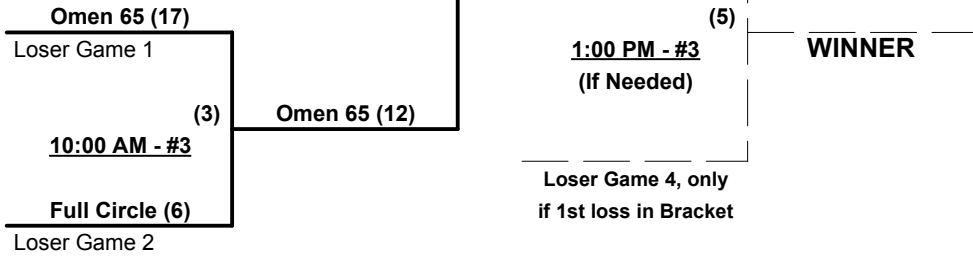 Omen 65 (17)
Loser Game 1
(3)
10:00 AM - #3
Omen 65 (12)
Full Circle (6)
Loser Game 2
(5)
1:00 PM - #3
(If Needed)
WINNER
Loser Game 4, only
if 1st loss in Bracket